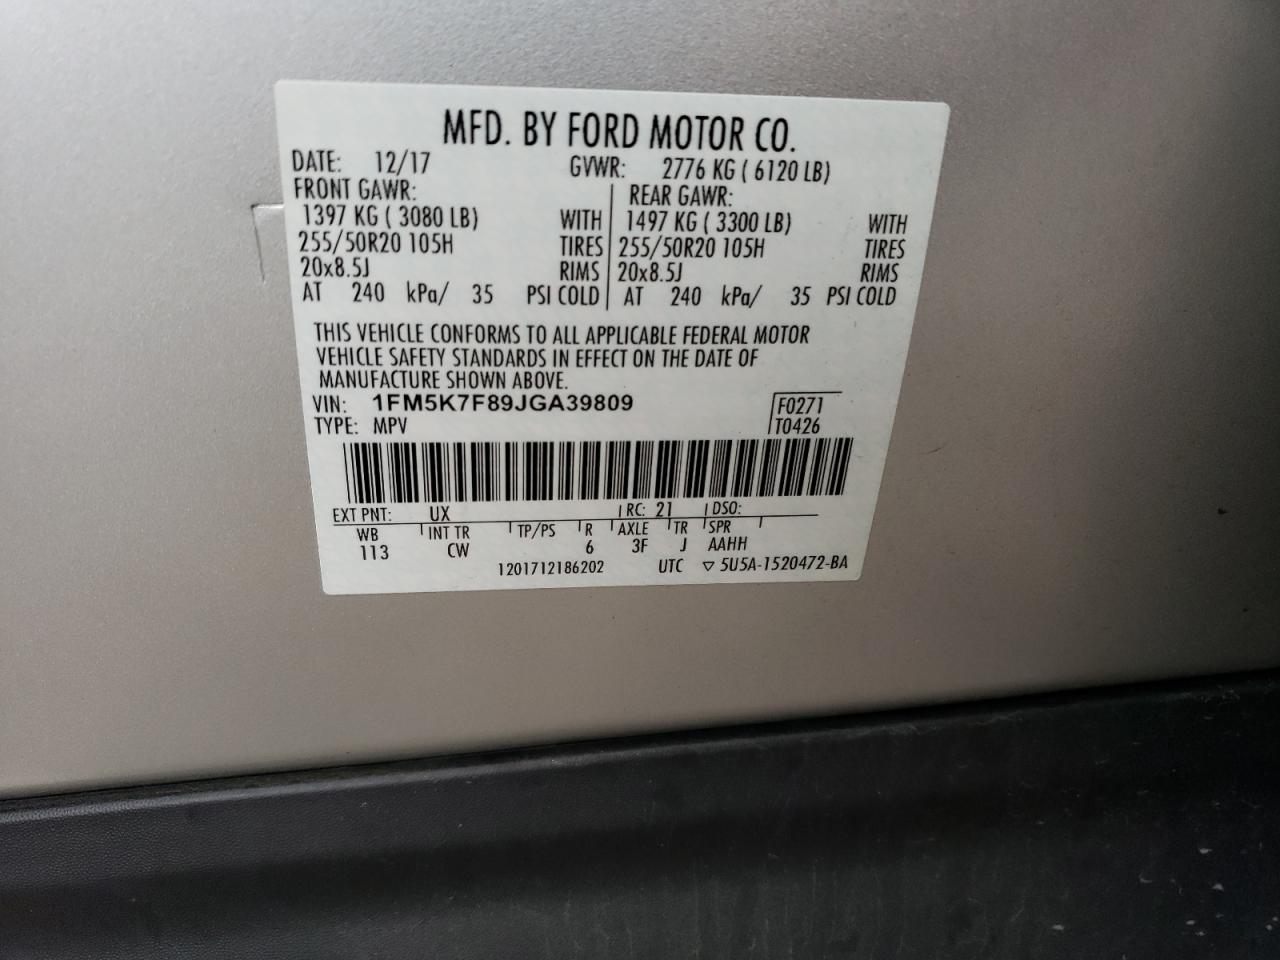 MFD. BY FORD MOTOR CO.
DATE: 12/17 GVWR: 2776 KG ( 6120 LB)
FRONT GAWR: REAR GAWR:
1397 KG ( 3080 LB) WITH 1497 KG ( 3300 LB) WITH
255/50R20 105H TIRES 255/50R20 105H TIRES
20x8.5J RIMS 20x8.5J RIMS
AT 240 kPa/ 35 PSI COLD AT 240 kPa/ 35 PSI COLD
THIS VEHICLE CONFORMS TO ALL APPLICABLE FEDERAL MOTOR
VEHICLE SAFETY STANDARDS IN EFFECT ON THE DATE OF
MANUFACTURE SHOWN ABOVE.
VIN: 1FM5K7F89JGA39809 F0271
TYPE: MPV T0426
EXT PNT: UX RC: 21 DSO:
WB INT TR TP/PS R AXLE TR SPR
113 CW 6 3F J AAHH
1201712186202 UTC ▽ 5U5A-1520472-BA